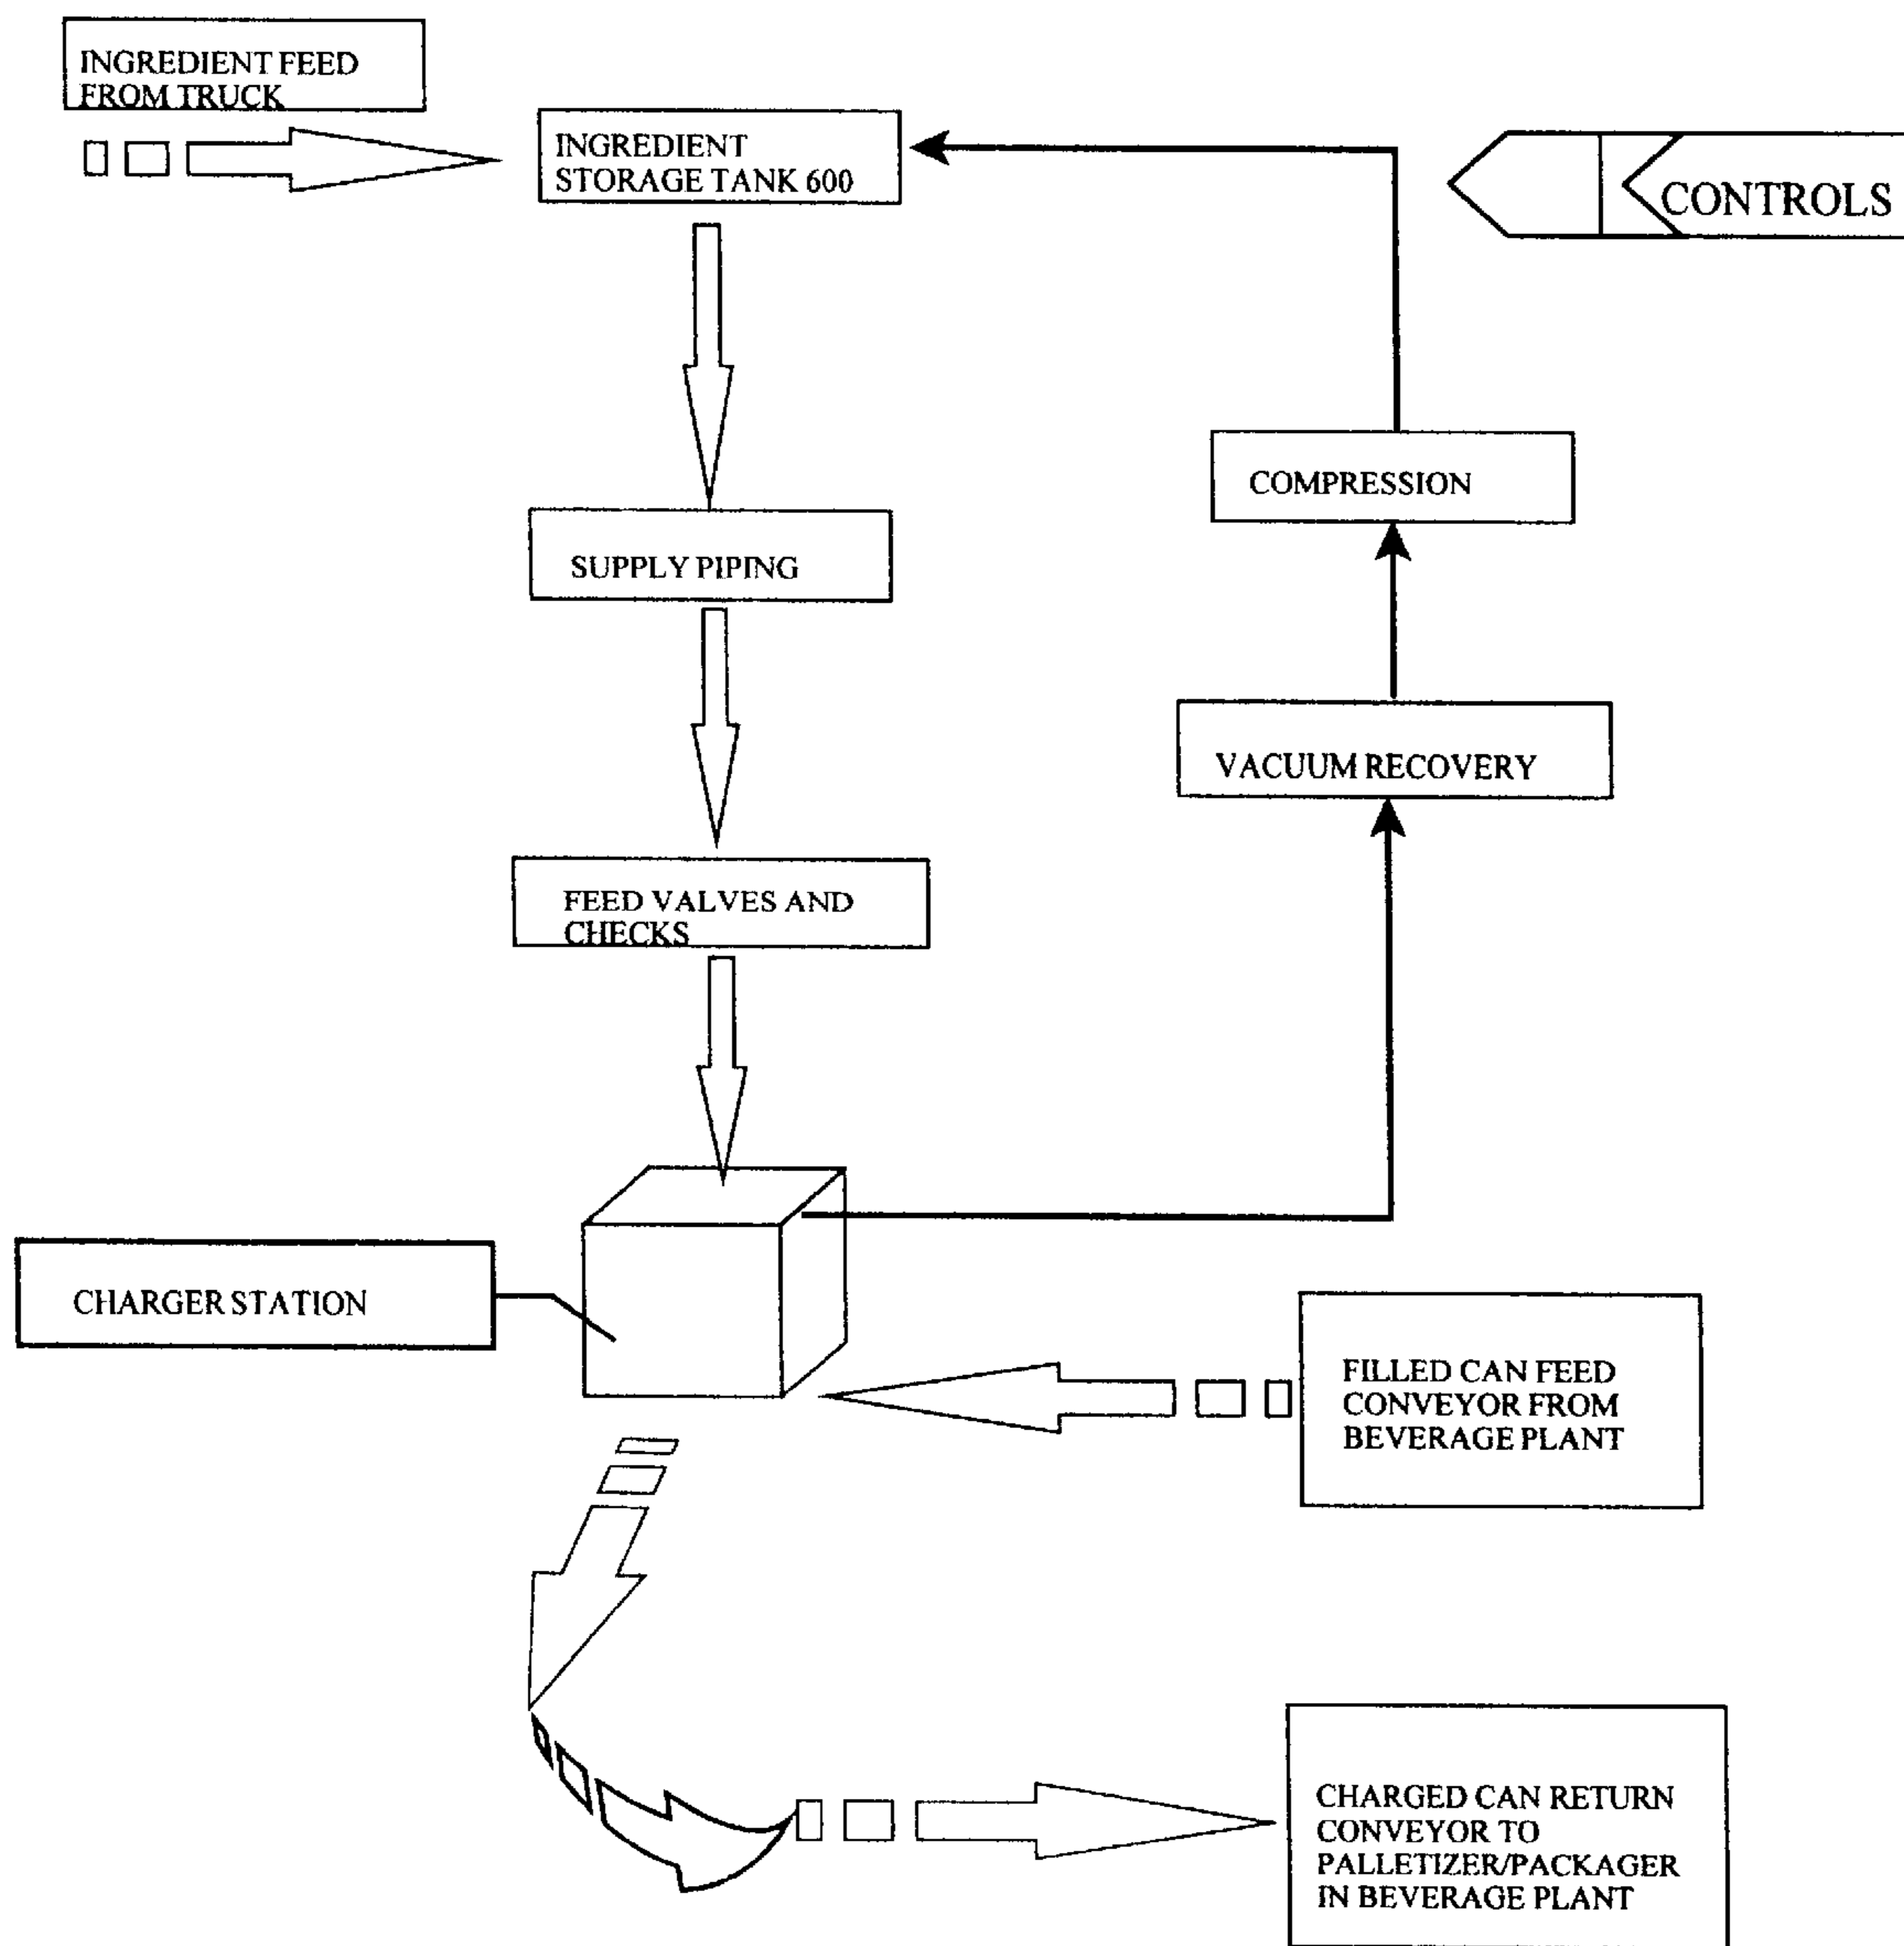 INGREDIENT FEED
FROM TRUCK
INGREDIENT
STORAGE TANK 600
CONTROLS
COMPRESSION
SUPPLY PIPING
VACUUM RECOVERY
FEED VALVES AND
CHECKS
CHARGER STATION
FILLED CAN FEED
CONVEYOR FROM
BEVERAGE PLANT
CHARGED CAN RETURN
CONVEYOR TO
PALLETIZER/PACKAGER
IN BEVERAGE PLANT